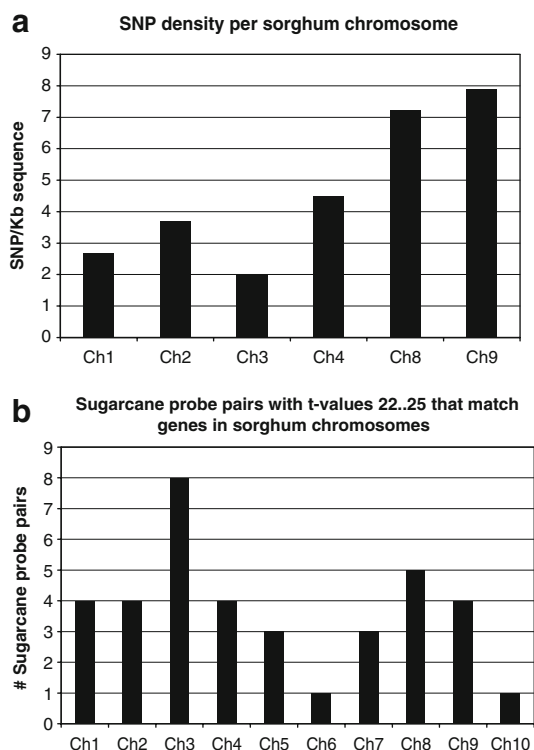 a
SNP density per sorghum chromosome
SNP/Kb sequence
9
8
7
6
5
4
3
2
1
0
Ch1 Ch2 Ch3 Ch4 Ch8 Ch9
b
Sugarcane probe pairs with t-values 22..25 that match
genes in sorghum chromosomes
# Sugarcane probe pairs
9
8
7
6
5
4
3
2
1
0
Ch1 Ch2 Ch3 Ch4 Ch5 Ch6 Ch7 Ch8 Ch9 Ch10